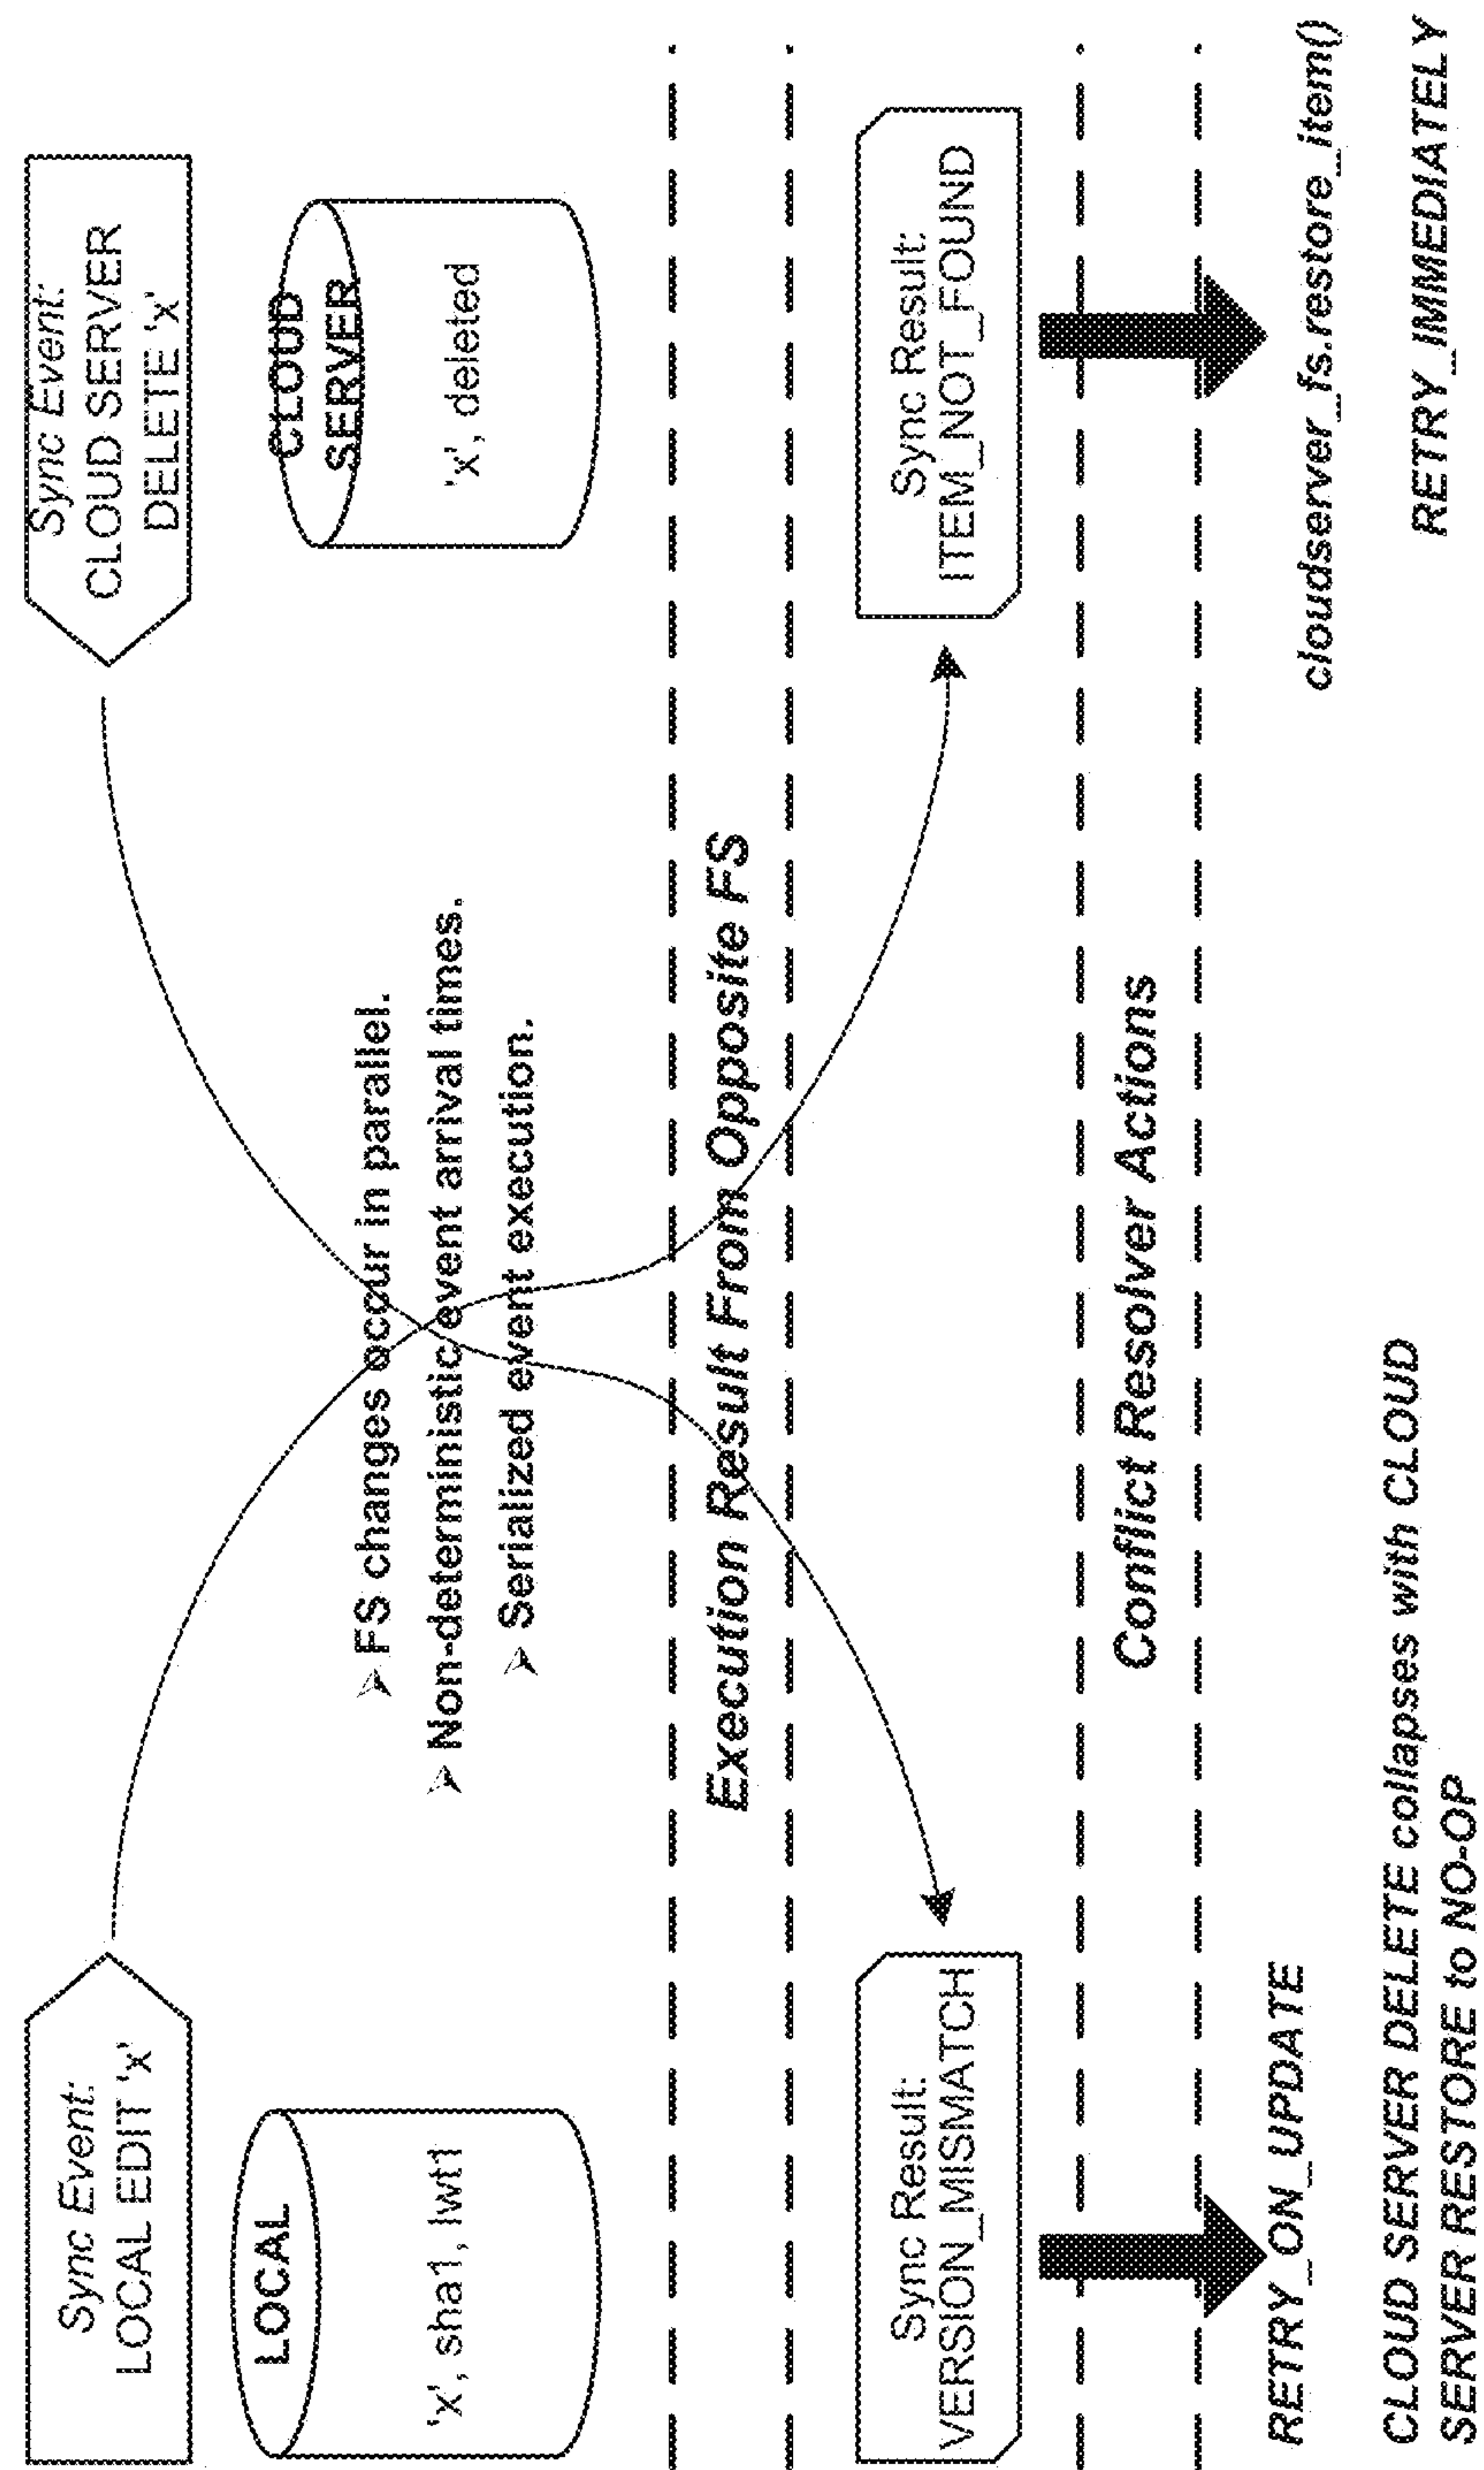 Sync Event:
LOCAL EDIT 'x'
LOCAL
'x', sha1, lwt1
Sync Event:
CLOUD SERVER
DELETE 'x'
CLOUD
SERVER
'x', deleted
➢ FS changes occur in parallel.
➢ Non-deterministic event arrival times.
➢ Serialized event execution.
Execution Result From Opposite FS
Sync Result:
VERSION_MISMATCH
Sync Result:
ITEM_NOT_FOUND
Conflict Resolver Actions
RETRY_ON_UPDATE
CLOUD SERVER DELETE collapses with CLOUD
SERVER RESTORE to NO-OP
cloudserver_fs.restore_item()
RETRY_IMMEDIATELY